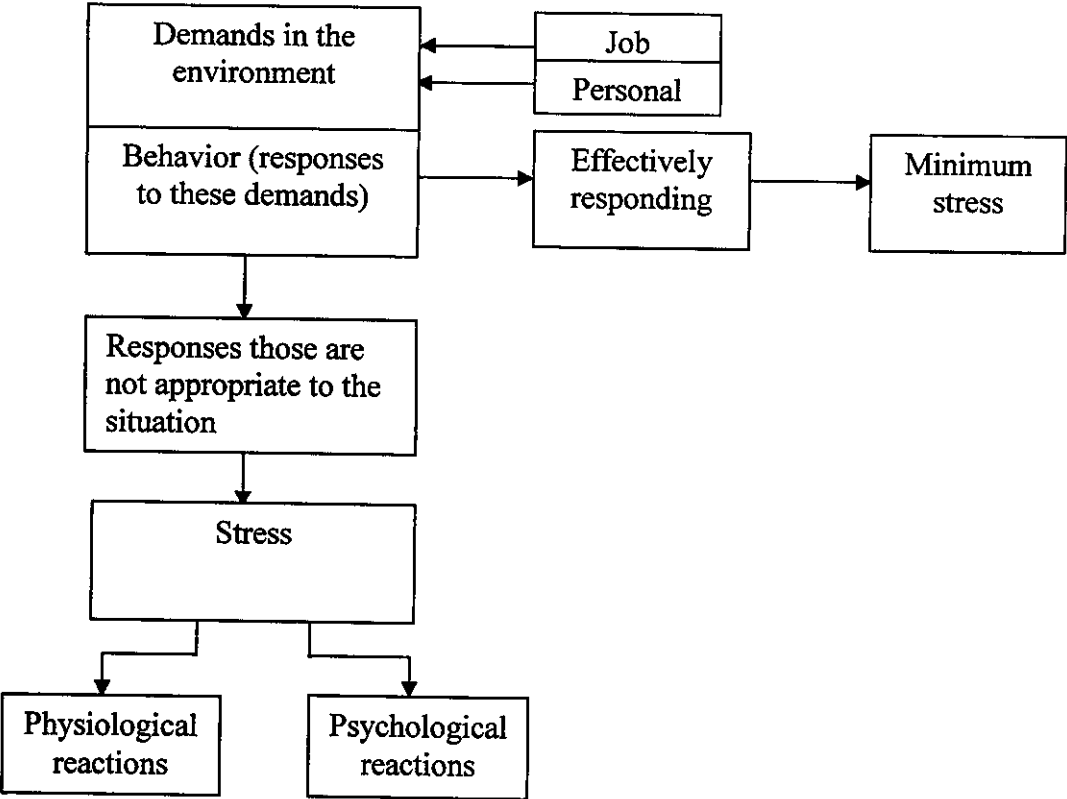 Demands in the
environment
Job
Personal
Behavior (responses
to these demands)
Effectively
responding
Minimum
stress
Responses those are
not appropriate to the
situation
Stress
Physiological
reactions
Psychological
reactions